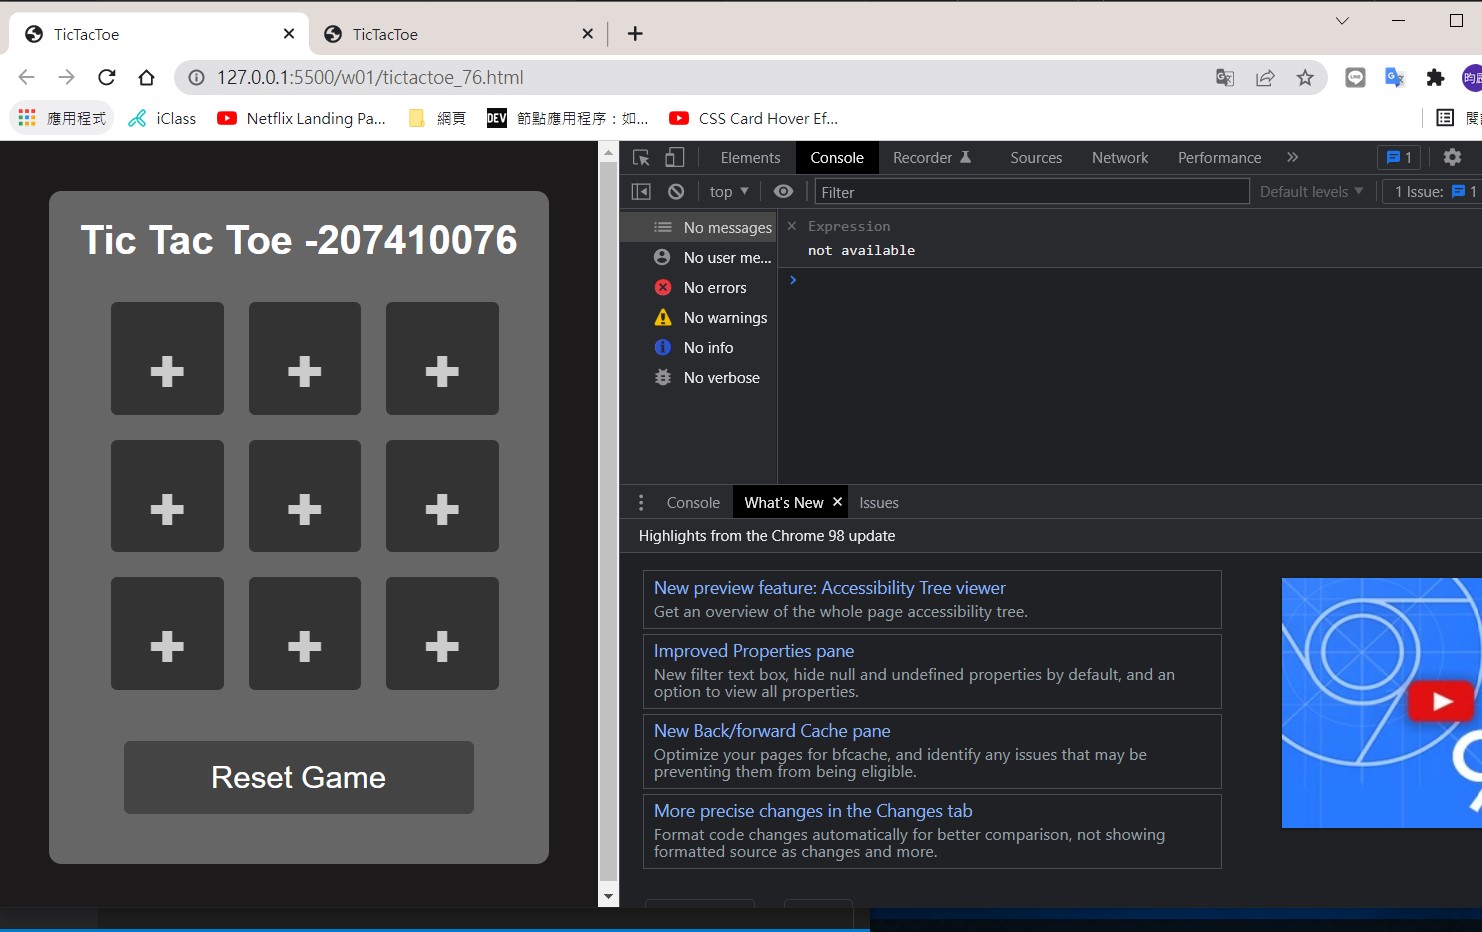 TicTacToe
TicTacToe
127.0.0.1:5500/w01/tictactoe_76.html
應用程式
iClass
Netflix Landing Pa...
網頁
DEV
節點應用程序：如...
CSS Card Hover Ef...
Tic Tac Toe -207410076
Reset Game
Elements
Console
Recorder
Sources
Network
Performance
1
top
Filter
Default levels
1 Issue:
1
No messages
No user me...
No errors
No warnings
No info
No verbose
Expression
not available
Console
What's New
Issues
Highlights from the Chrome 98 update
New preview feature: Accessibility Tree viewer
Get an overview of the whole page accessibility tree.
Improved Properties pane
New filter text box, hide null and undefined properties by default, and an
option to view all properties.
New Back/forward Cache pane
Optimize your pages for bfcache, and identify any issues that may be
preventing them from being eligible.
More precise changes in the Changes tab
Format code changes automatically for better comparison, not showing
formatted source as changes and more.